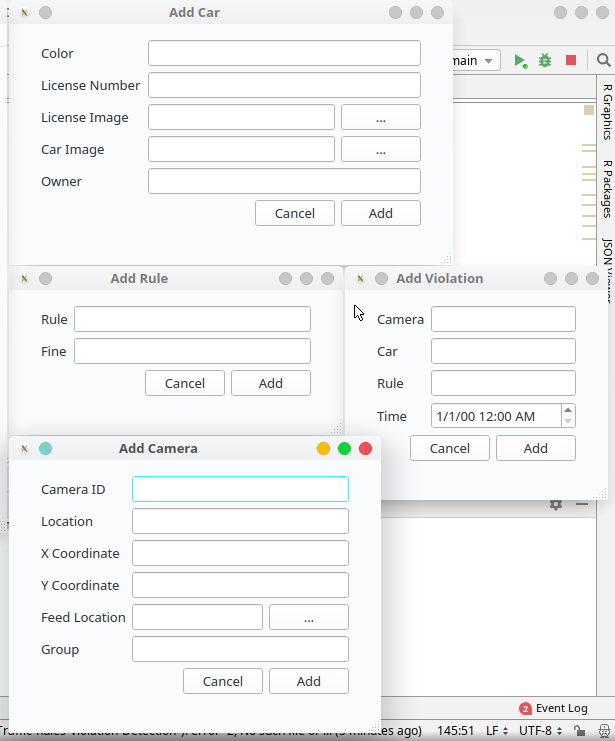 Add Car
Color
License Number
License Image
...
Car Image
...
Owner
Cancel
Add
main
R Graphics
R Packages
JSON Viewer
Add Rule
Rule
Fine
Cancel
Add
Add Violation
Camera
Car
Rule
Time
1/1/00 12:00 AM
Cancel
Add
Add Camera
Camera ID
Location
X Coordinate
Y Coordinate
Feed Location
...
Group
Cancel
Add
2 Event Log
minutes ago) 145:51 LF UTF-8